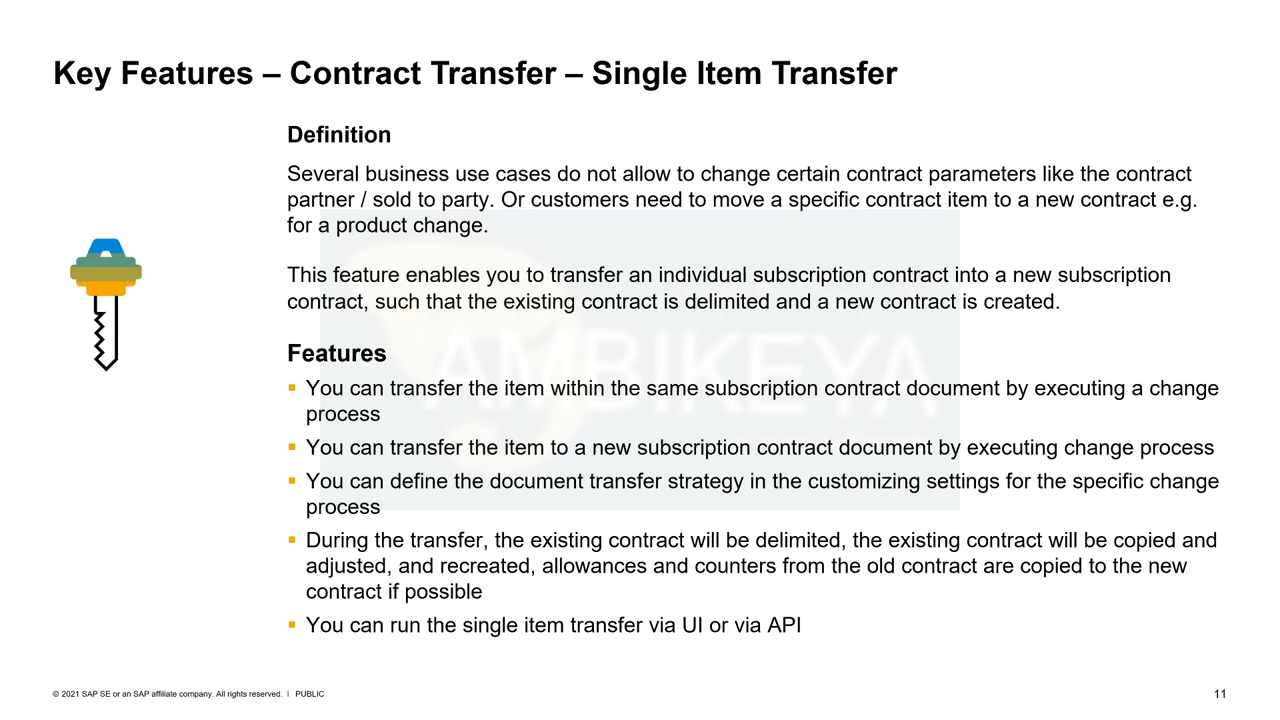 Key Features – Contract Transfer – Single Item Transfer
Definition
Several business use cases do not allow to change certain contract parameters like the contract
partner / sold to party. Or customers need to move a specific contract item to a new contract e.g.
for a product change.
This feature enables you to transfer an individual subscription contract into a new subscription
contract, such that the existing contract is delimited and a new contract is created.
Features
▪ You can transfer the item within the same subscription contract document by executing a change
process
▪ You can transfer the item to a new subscription contract document by executing change process
▪ You can define the document transfer strategy in the customizing settings for the specific change
process
▪ During the transfer, the existing contract will be delimited, the existing contract will be copied and
adjusted, and recreated, allowances and counters from the old contract are copied to the new
contract if possible
▪ You can run the single item transfer via UI or via API
AMBIKEYA
© 2021 SAP SE or an SAP affiliate company. All rights reserved. | PUBLIC
11